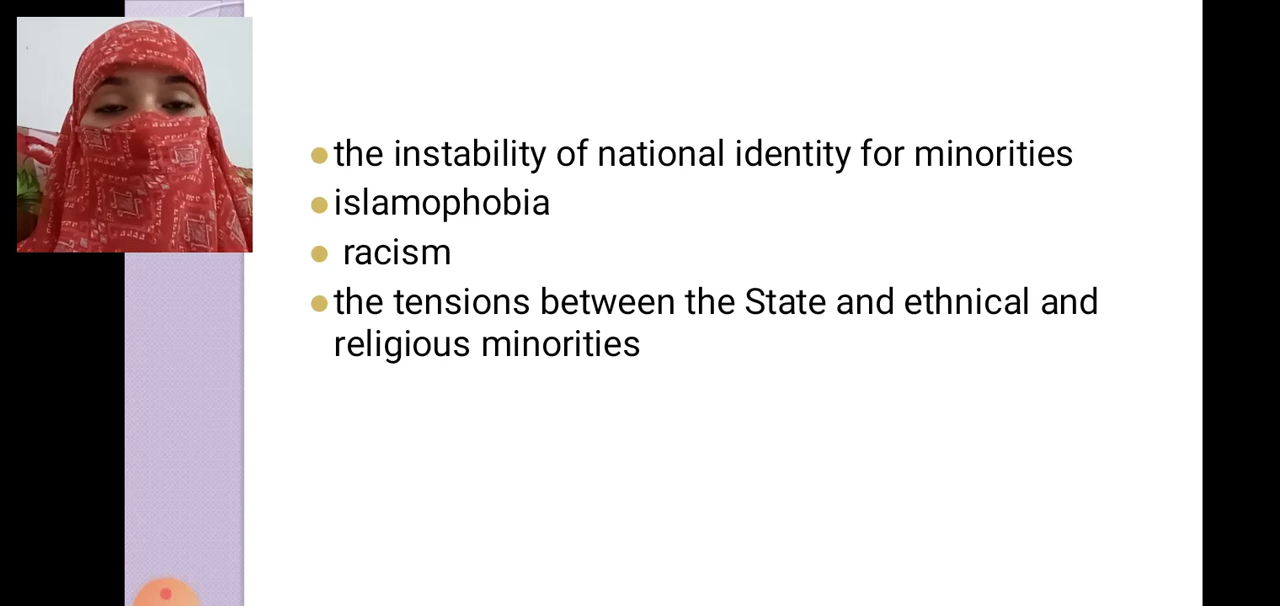 the instability of national identity for minorities
islamophobia
racism
the tensions between the State and ethnical and
religious minorities